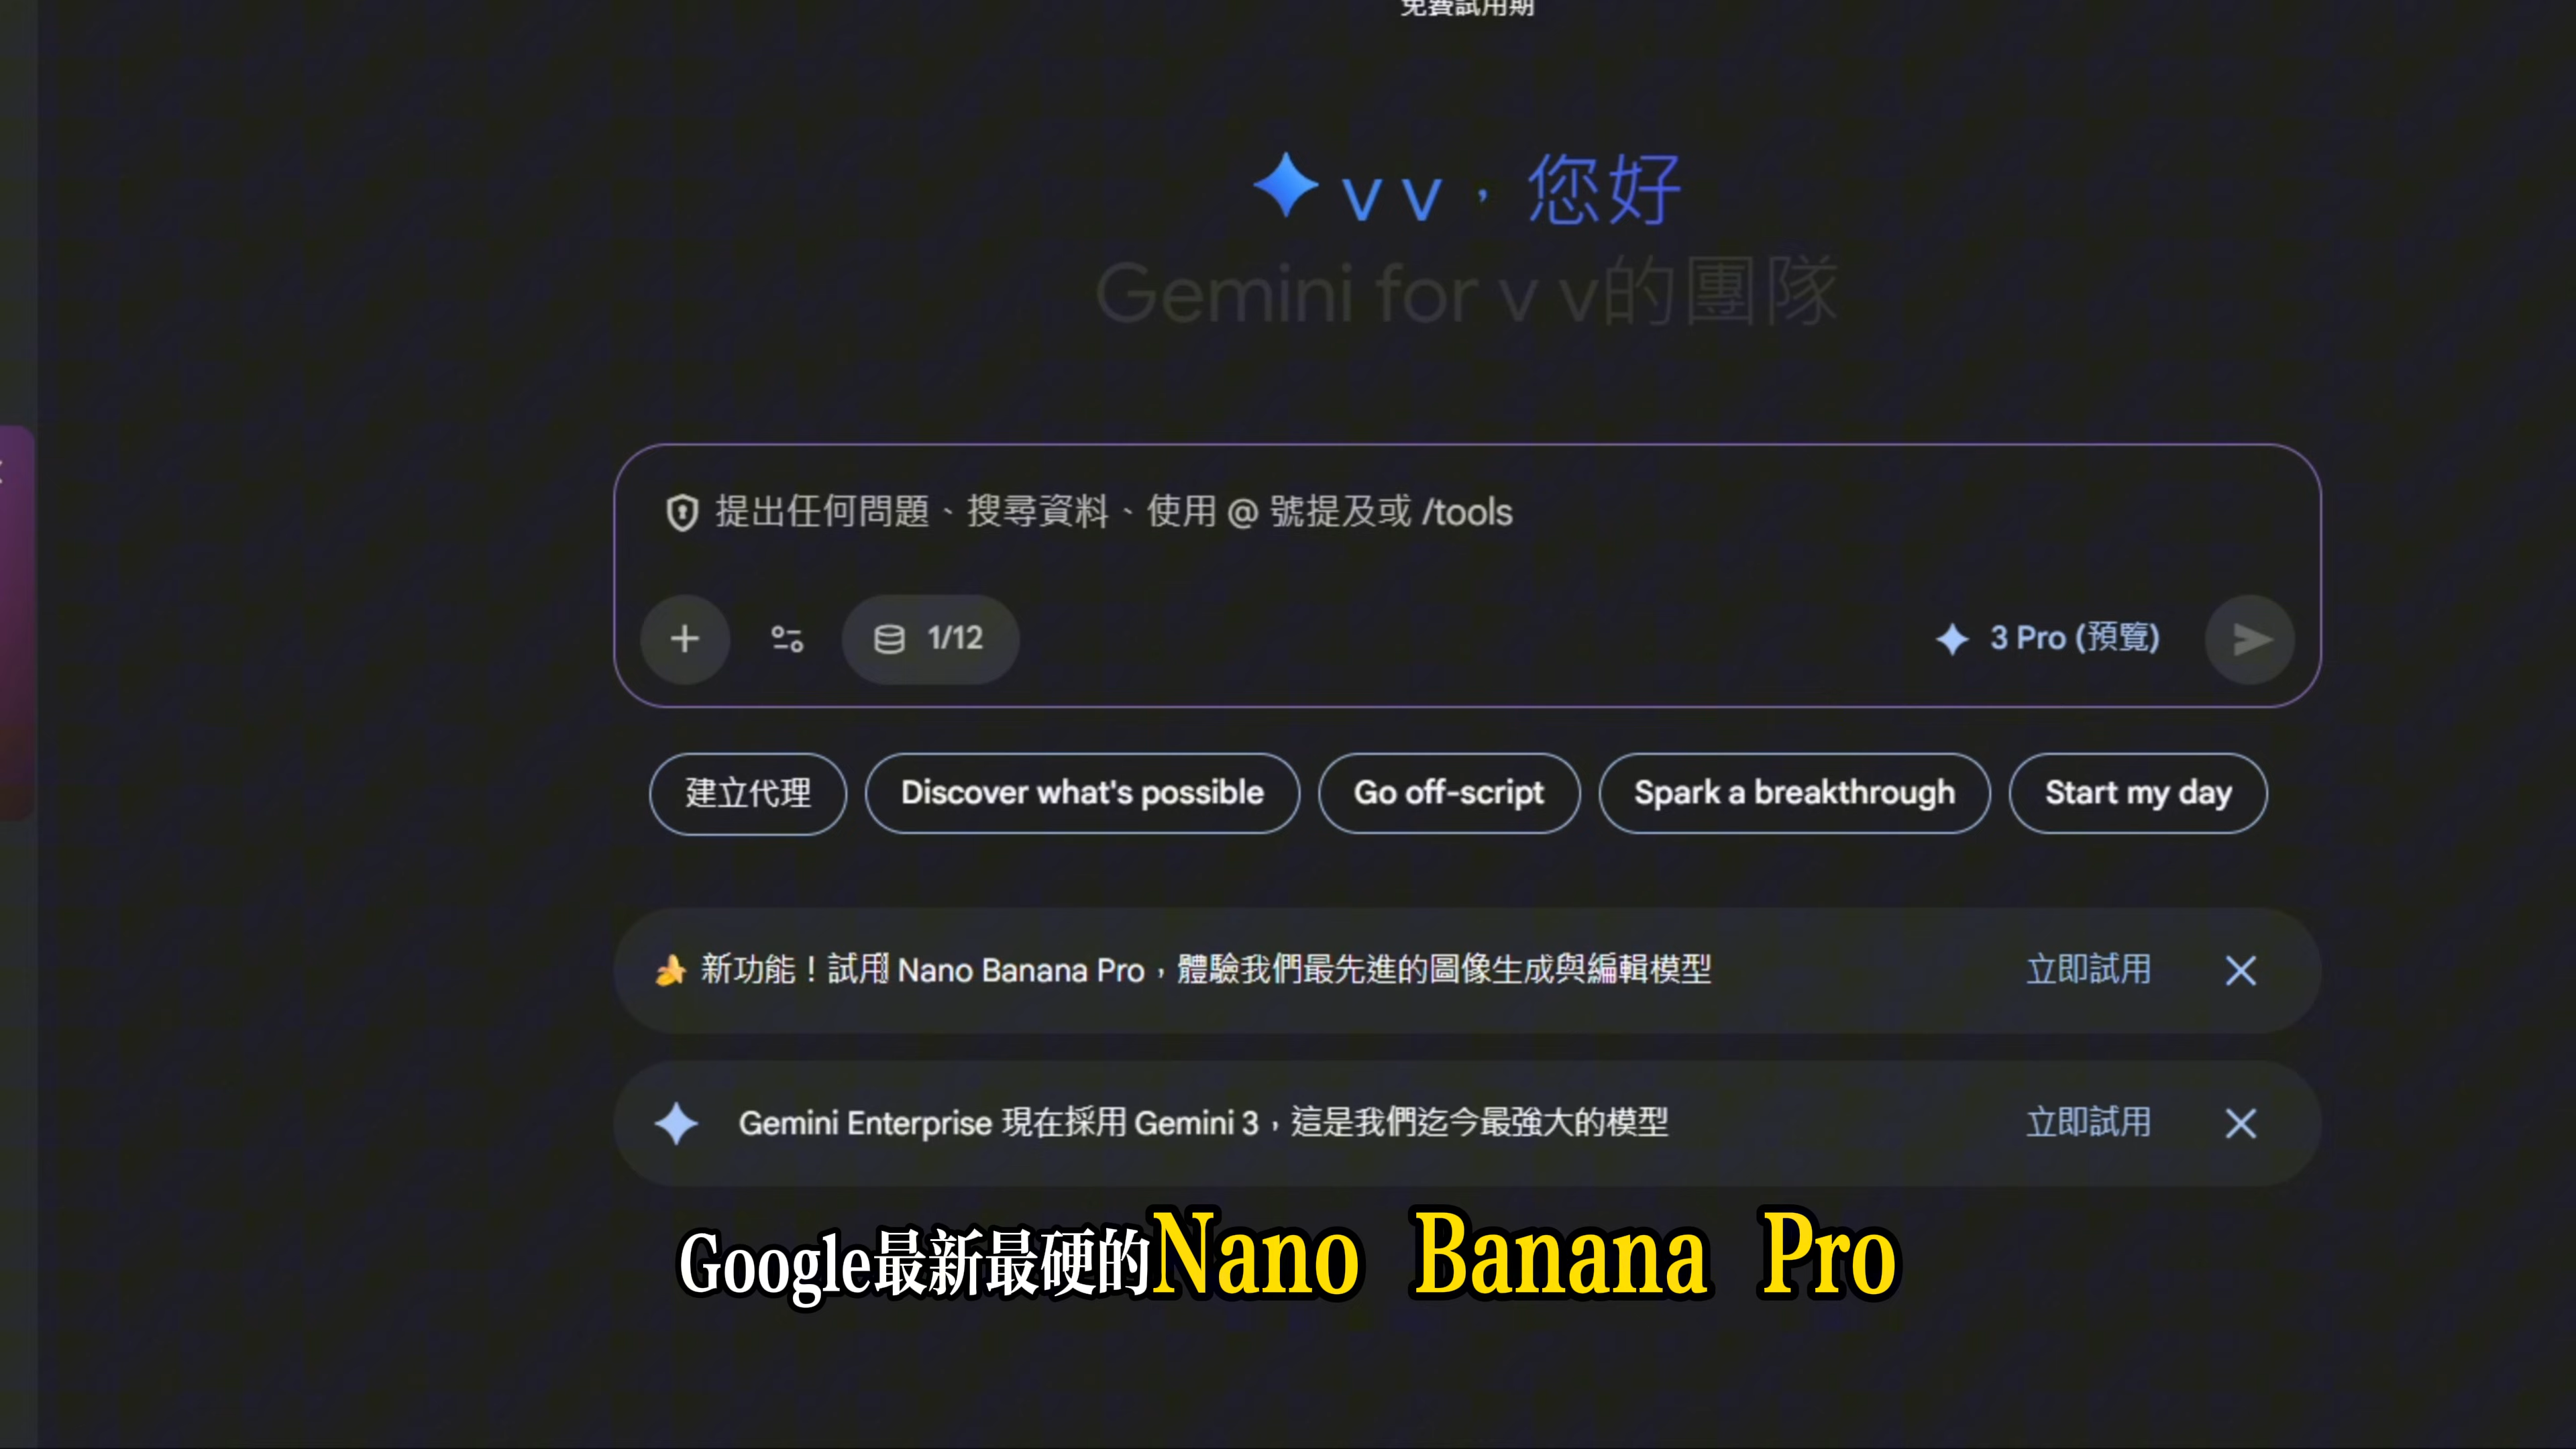 免費試用期
v v，您好
Gemini for v v的團隊
提出任何問題、搜尋資料、使用 @ 號提及或 /tools
1/12
3 Pro (預覽)
建立代理
Discover what's possible
Go off-script
Spark a breakthrough
Start my day
新功能！試用 Nano Banana Pro，體驗我們最先進的圖像生成與編輯模型
立即試用
Gemini Enterprise 現在採用 Gemini 3，這是我們迄今最強大的模型
立即試用
Google最新最硬的Nano Banana Pro